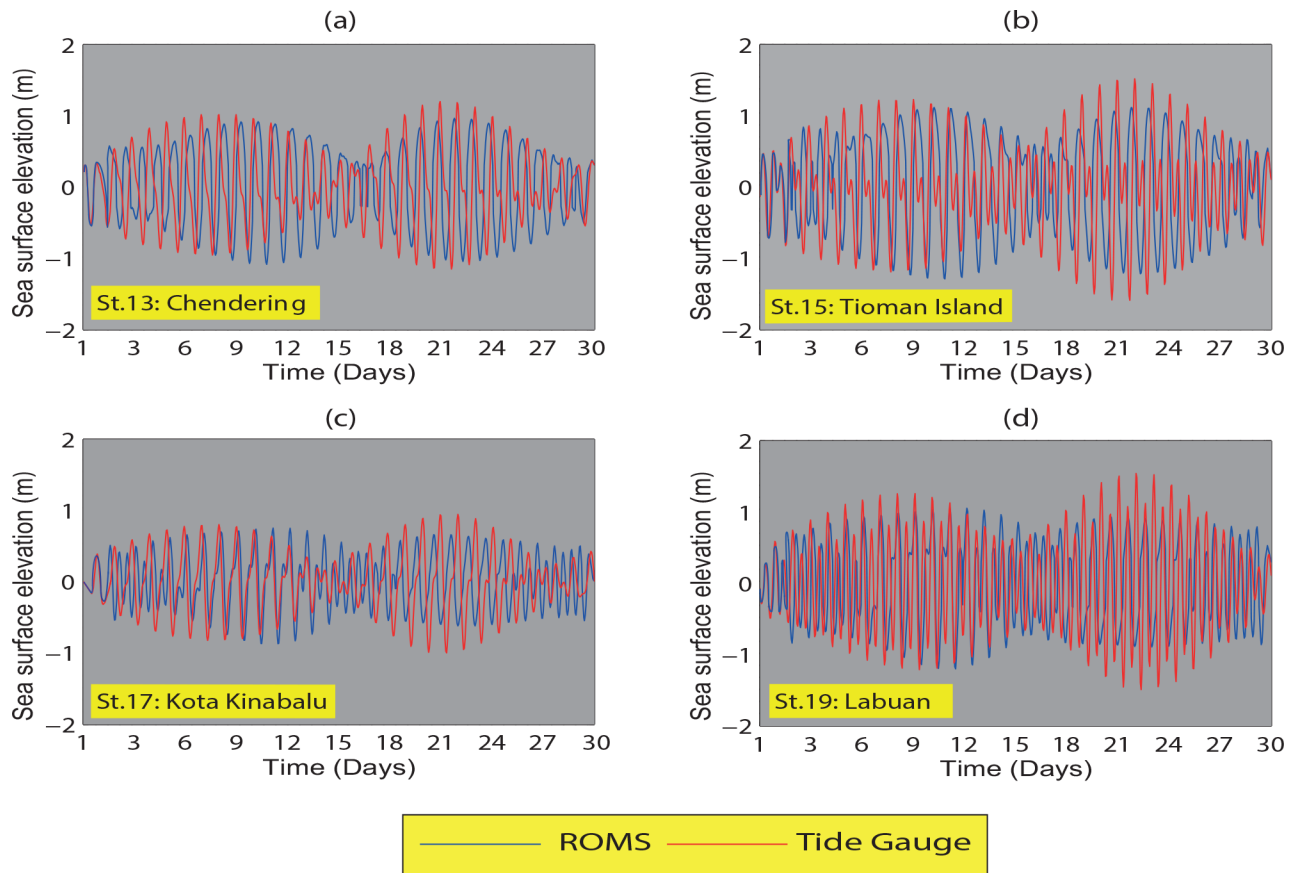 (a)
Sea surface elevation (m)
2
1
0
−1
−2
St.13: Chendering
1 3 6 9 12 15 18 21 24 27 30
Time (Days)
(b)
Sea surface elevation (m)
2
1
0
−1
−2
St.15: Tioman Island
1 3 6 9 12 15 18 21 24 27 30
Time (Days)
(c)
Sea surface elevation (m)
2
1
0
−1
−2
St.17: Kota Kinabalu
1 3 6 9 12 15 18 21 24 27 30
Time (Days)
(d)
Sea surface elevation (m)
2
1
0
−1
−2
St.19: Labuan
1 3 6 9 12 15 18 21 24 27 30
Time (Days)
ROMS Tide Gauge